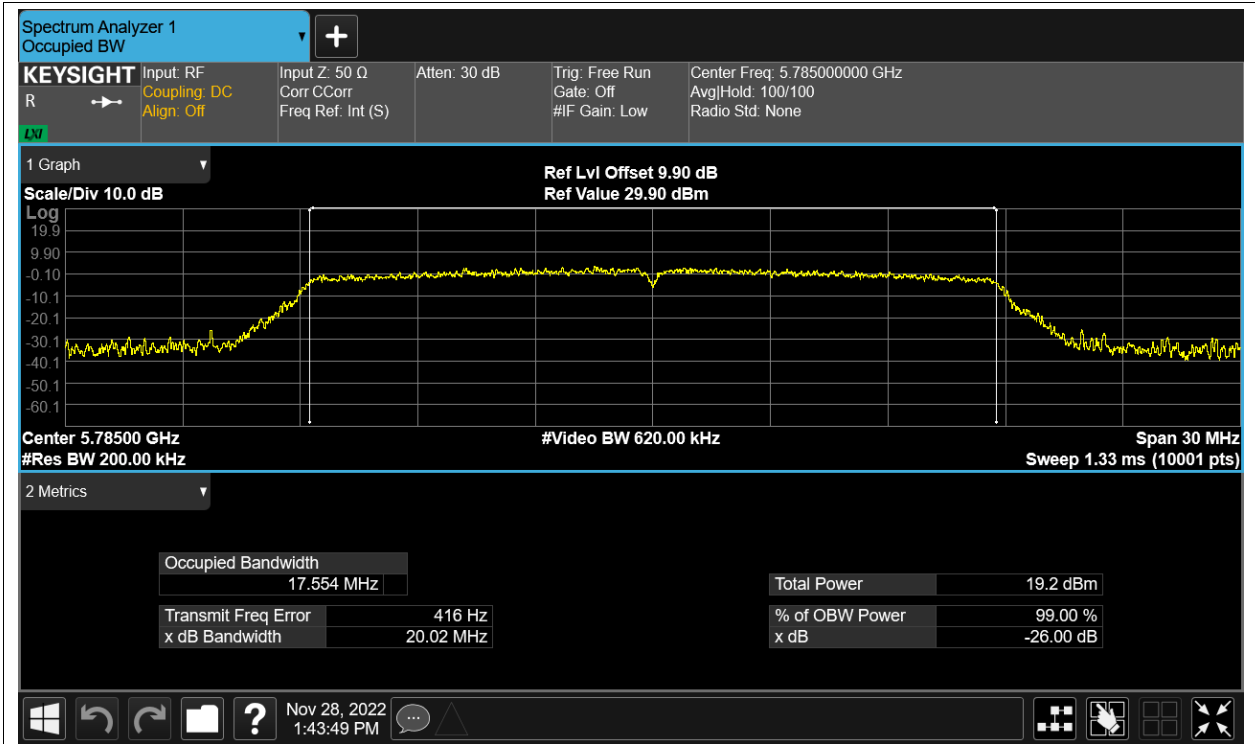 Spectrum Analyzer 1
Occupied BW
KEYSIGHT
R
LXI
Input: RF
Coupling: DC
Align: Off
Input Z: 50 Ω
Corr CCorr
Freq Ref: Int (S)
Atten: 30 dB
Trig: Free Run
Gate: Off
#IF Gain: Low
Center Freq: 5.785000000 GHz
Avg|Hold: 100/100
Radio Std: None
1 Graph
Scale/Div 10.0 dB
Ref Lvl Offset 9.90 dB
Ref Value 29.90 dBm
Log
19.9
9.90
-0.10
-10.1
-20.1
-30.1
-40.1
-50.1
-60.1
Center 5.78500 GHz
#Video BW 620.00 kHz
Span 30 MHz
#Res BW 200.00 kHz
Sweep 1.33 ms (10001 pts)
2 Metrics
Occupied Bandwidth
17.554 MHz
Total Power 19.2 dBm
Transmit Freq Error 416 Hz
% of OBW Power 99.00 %
x dB Bandwidth 20.02 MHz
x dB -26.00 dB
?
Nov 28, 2022
1:43:49 PM